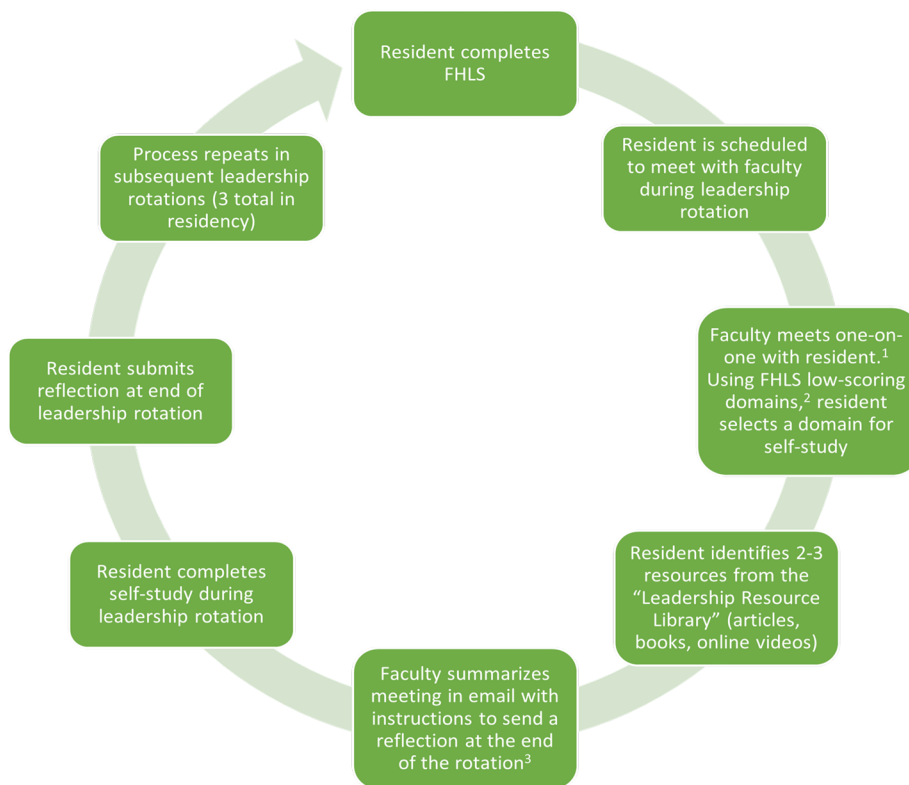 Resident completes
FHLS
Resident is scheduled
to meet with faculty
during leadership
rotation
Faculty meets one-on-
one with resident.¹
Using FHLS low-scoring
domains,² resident
selects a domain for
self-study
Resident identifies 2-3
resources from the
“Leadership Resource
Library” (articles,
books, online videos)
Faculty summarizes
meeting in email with
instructions to send a
reflection at the end
of the rotation³
Resident completes
self-study during
leadership rotation
Resident submits
reflection at end of
leadership rotation
Process repeats in
subsequent leadership
rotations (3 total in
residency)